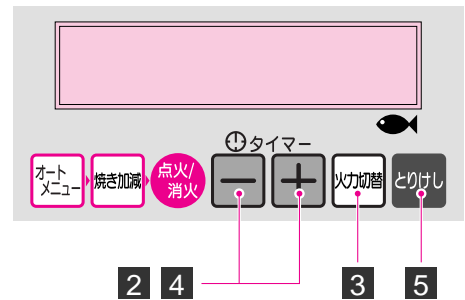 タイマー
オート
メニュー
焼き加減
点火/
消火
−
+
火力切替
とりけし
2 4 3 5